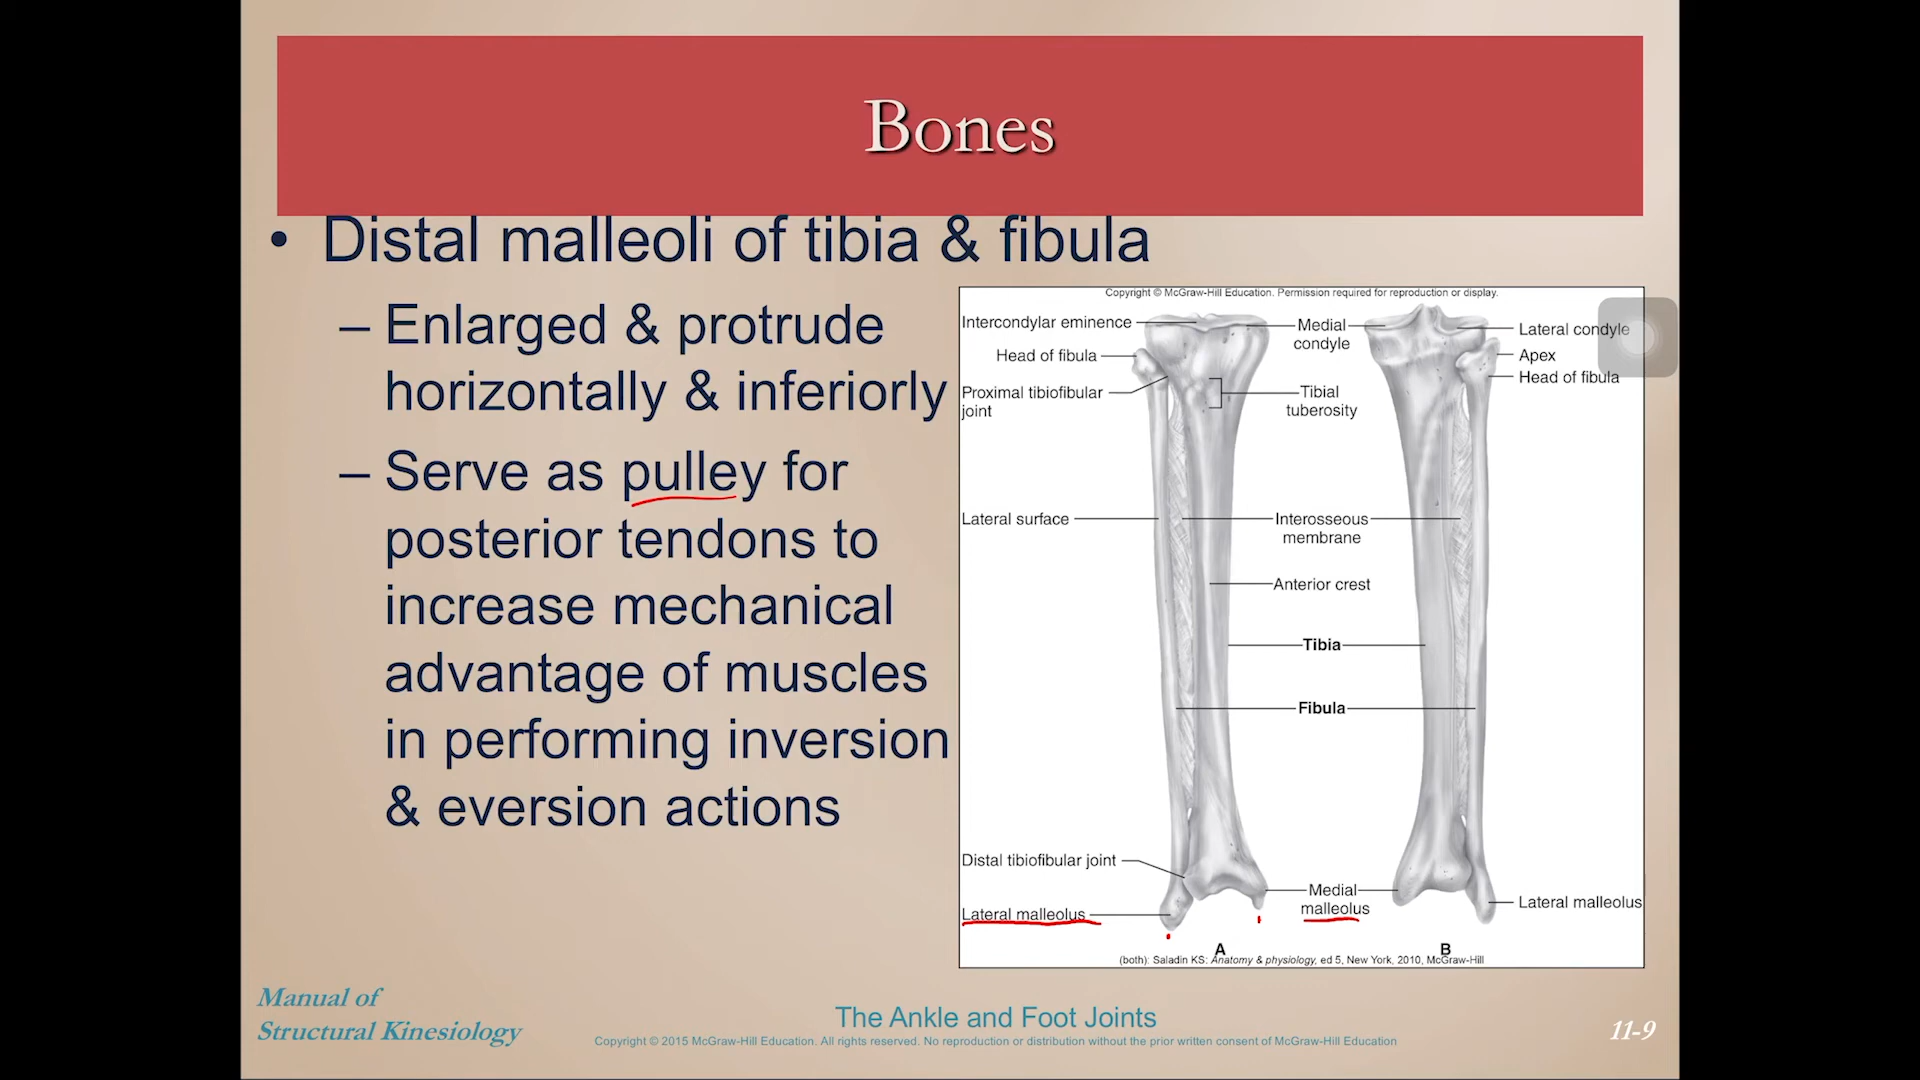 Bones
• Distal malleoli of tibia & fibula
– Enlarged & protrude
horizontally & inferiorly
– Serve as pulley for
posterior tendons to
increase mechanical
advantage of muscles
in performing inversion
& eversion actions
Copyright © McGraw-Hill Education. Permission required for reproduction or display.
Intercondylar eminence
Head of fibula
Proximal tibiofibular
joint
Lateral surface
Distal tibiofibular joint
Lateral malleolus
Medial
condyle
Tibial
tuberosity
Interosseous
membrane
Anterior crest
Tibia
Fibula
Medial
malleolus
Lateral condyle
Apex
Head of fibula
Lateral malleolus
A
B
(both): Saladin KS: Anatomy & physiology, ed 5, New York, 2010, McGraw-Hill
Manual of
Structural Kinesiology
The Ankle and Foot Joints
Copyright © 2015 McGraw-Hill Education. All rights reserved. No reproduction or distribution without the prior written consent of McGraw-Hill Education
11-9